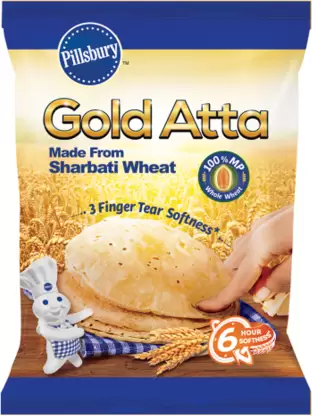 Pillsbury
TM
Gold Atta
Made From
Sharbati Wheat
100% MP
Whole Wheat
... 3 Finger Tear Softness*
6 HOUR
SOFTNESS